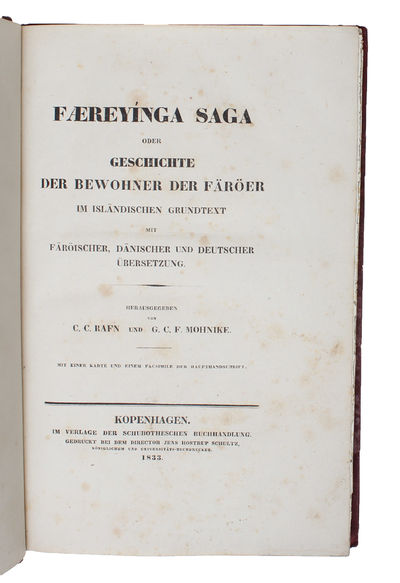 FÆREYÍNGA SAGA
ODER
GESCHICHTE
DER BEWOHNER DER FÄRÖER
IM ISLÄNDISCHEN GRUNDTEXT
MIT
FÄRÖISCHER, DÄNISCHER UND DEUTSCHER
ÜBERSETZUNG.
HERAUSGEGEBEN
VON
C. C. RAFN UND G. C. F. MOHNIKE.
MIT EINER KARTE UND EINEM FACSIMILE DER HAUPTHANDSCHRIFT.
KOPENHAGEN.
IM VERLAGE DER SCHUBOTHESCHEN BUCHHANDLUNG.
GEDRUCKT BEI DEM DIRECTOR JENS HOSTRUP SCHULTZ,
KÖNIGLICHEM UND UNIVERSITÄTS-BUCHDRUCKER.
1833.